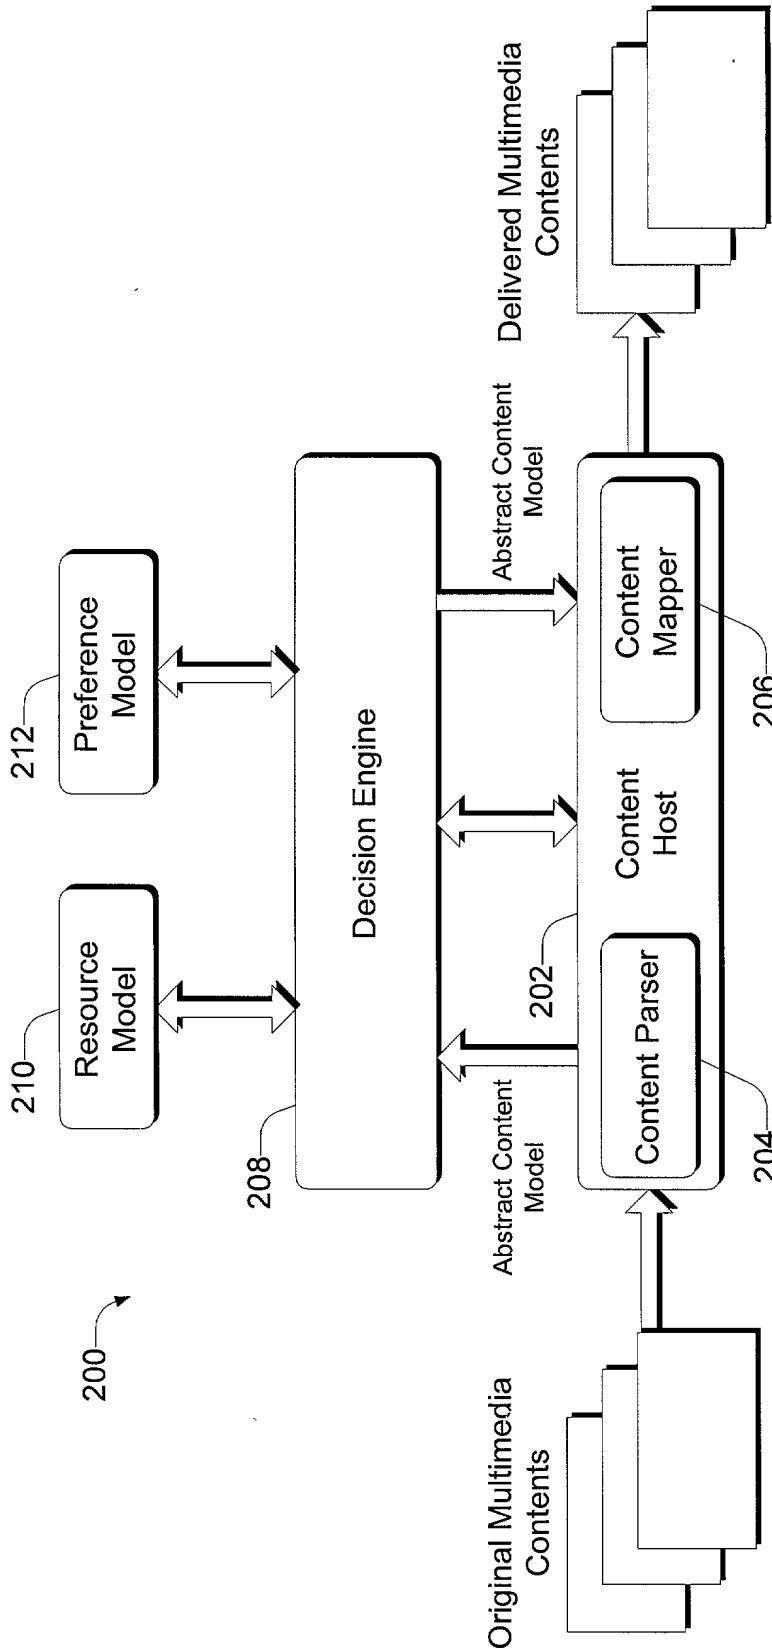 200
210
Resource
Model
212
Preference
Model
208
Decision Engine
Abstract Content
Model
Abstract Content
Model
202
Original Multimedia
Contents
Content Parser
204
Content
Host
Content
Mapper
206
Delivered Multimedia
Contents